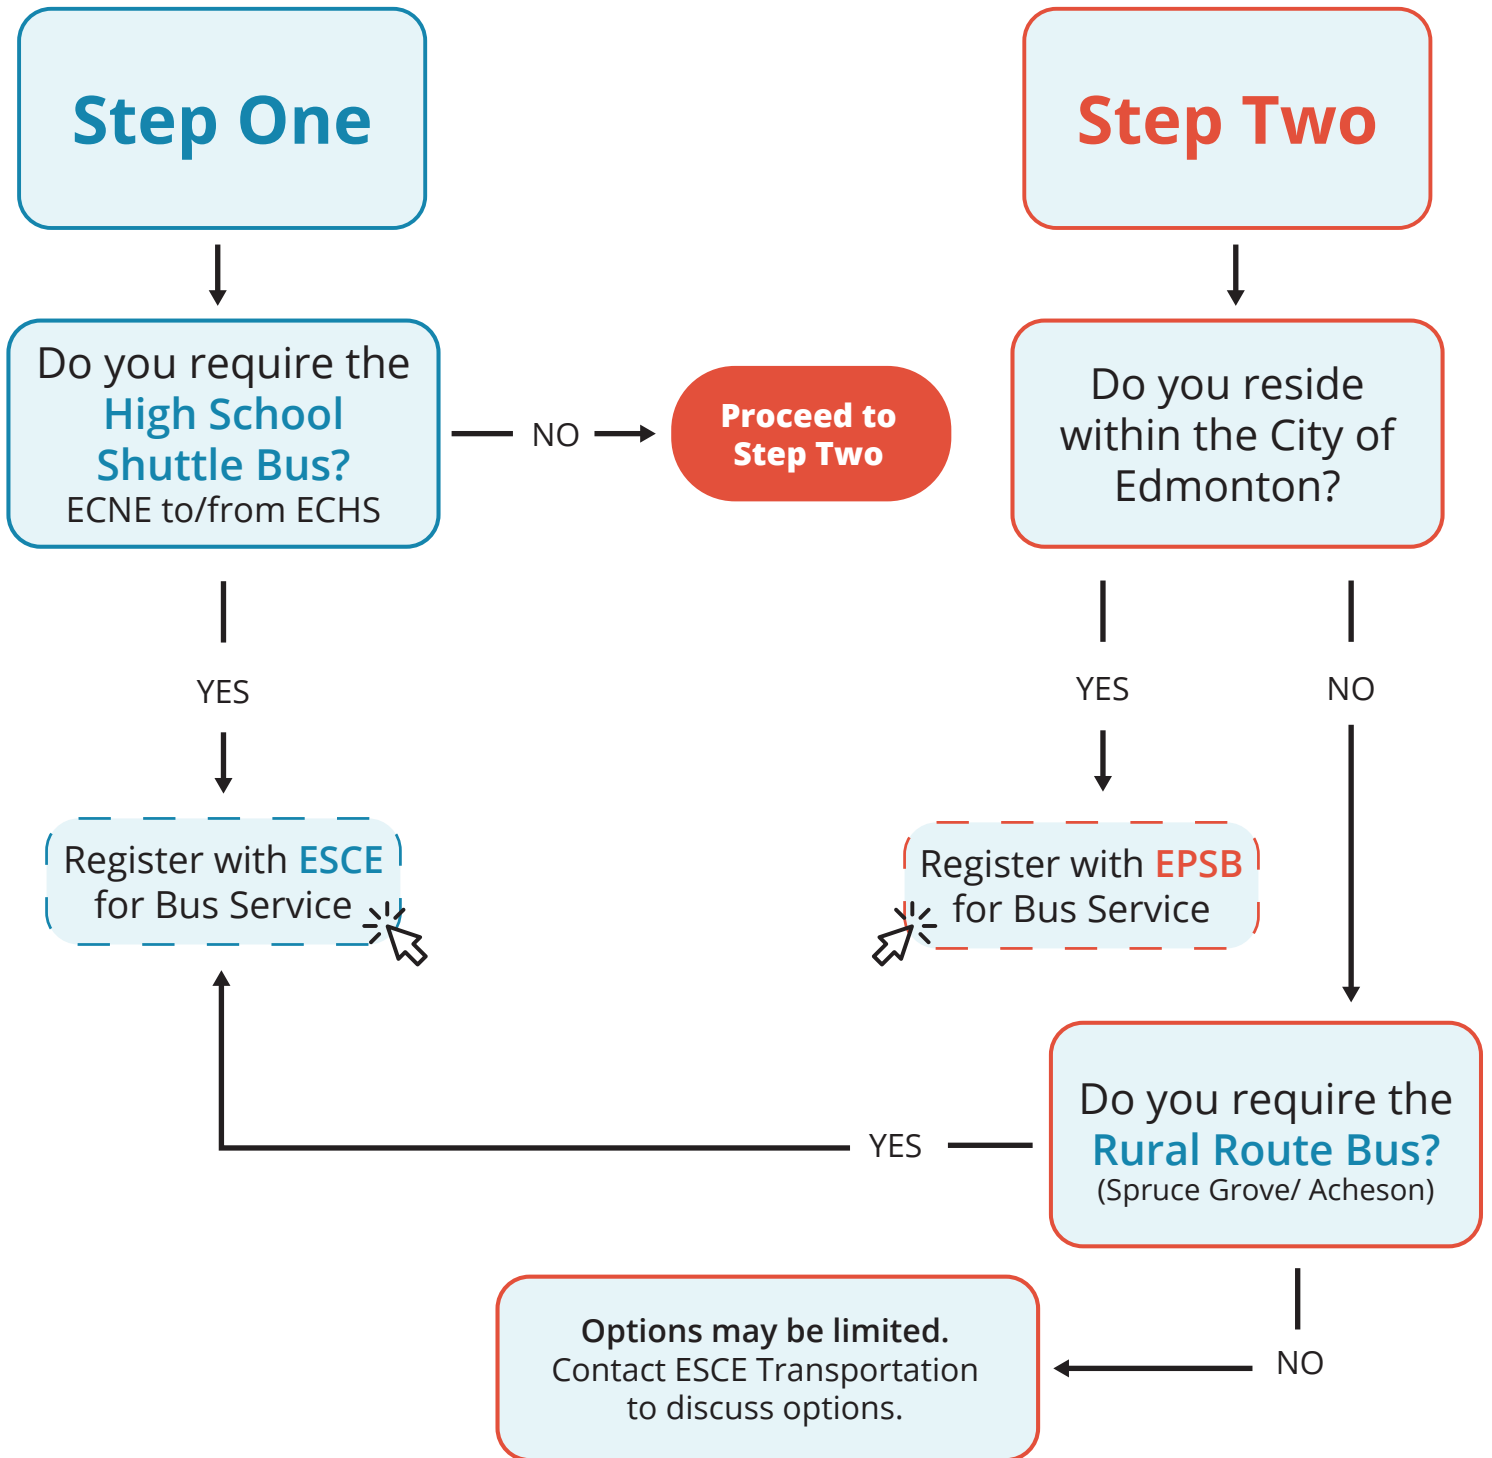 Step One
Step Two
Do you require the
High School
Shuttle Bus?
ECNE to/from ECHS
NO
Proceed to
Step Two
Do you reside
within the City of
Edmonton?
YES
YES
NO
Register with ESCE
for Bus Service
Register with EPSB
for Bus Service
Do you require the
Rural Route Bus?
(Spruce Grove/ Acheson)
YES
NO
Options may be limited.
Contact ESCE Transportation
to discuss options.